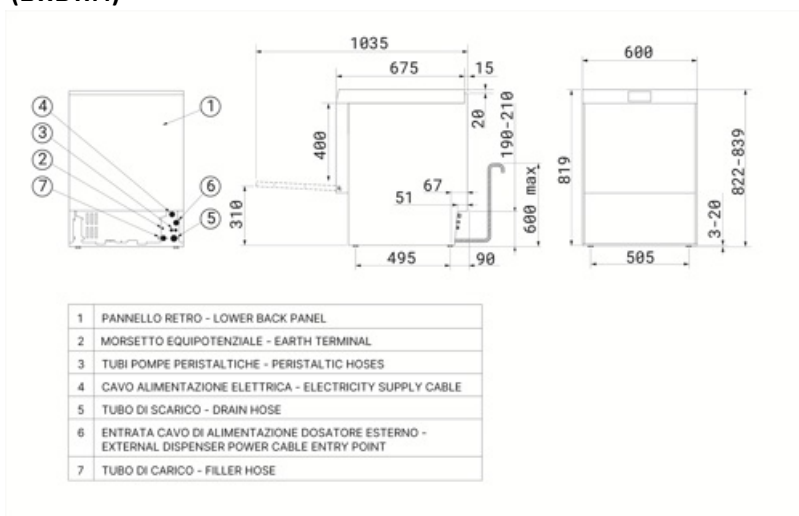 1035
675
15
600
4
3
2
7
1
6
5
400
310
20
190-210
67
51
600 max
495
90
819
822-839
3-20
505
1 PANNELLO RETRO - LOWER BACK PANEL
2 MORSETTO EQUIPOTENZIALE - EARTH TERMINAL
3 TUBI POMPE PERISTALTICHE - PERISTALTIC HOSES
4 CAVO ALIMENTAZIONE ELETTRICA - ELECTRICITY SUPPLY CABLE
5 TUBO DI SCARICO - DRAIN HOSE
6 ENTRATA CAVO DI ALIMENTAZIONE DOSATORE ESTERNO -
EXTERNAL DISPENSER POWER CABLE ENTRY POINT
7 TUBO DI CARICO - FILLER HOSE